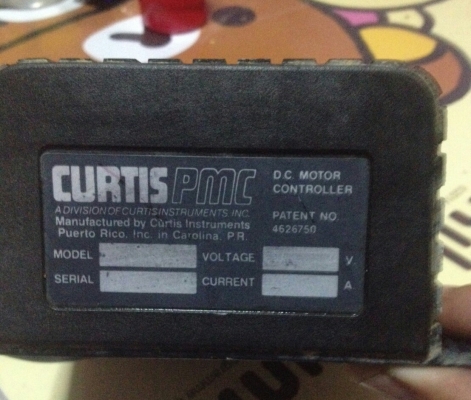 CURTIS PMC
A DIVISION OF CURTIS INSTRUMENTS, INC.
Manufactured by Curtis Instruments
Puerto Rico, Inc. in Carolina, P.R.
D.C. MOTOR
CONTROLLER
PATENT NO.
4626750
MODEL
VOLTAGE V
SERIAL
CURRENT A